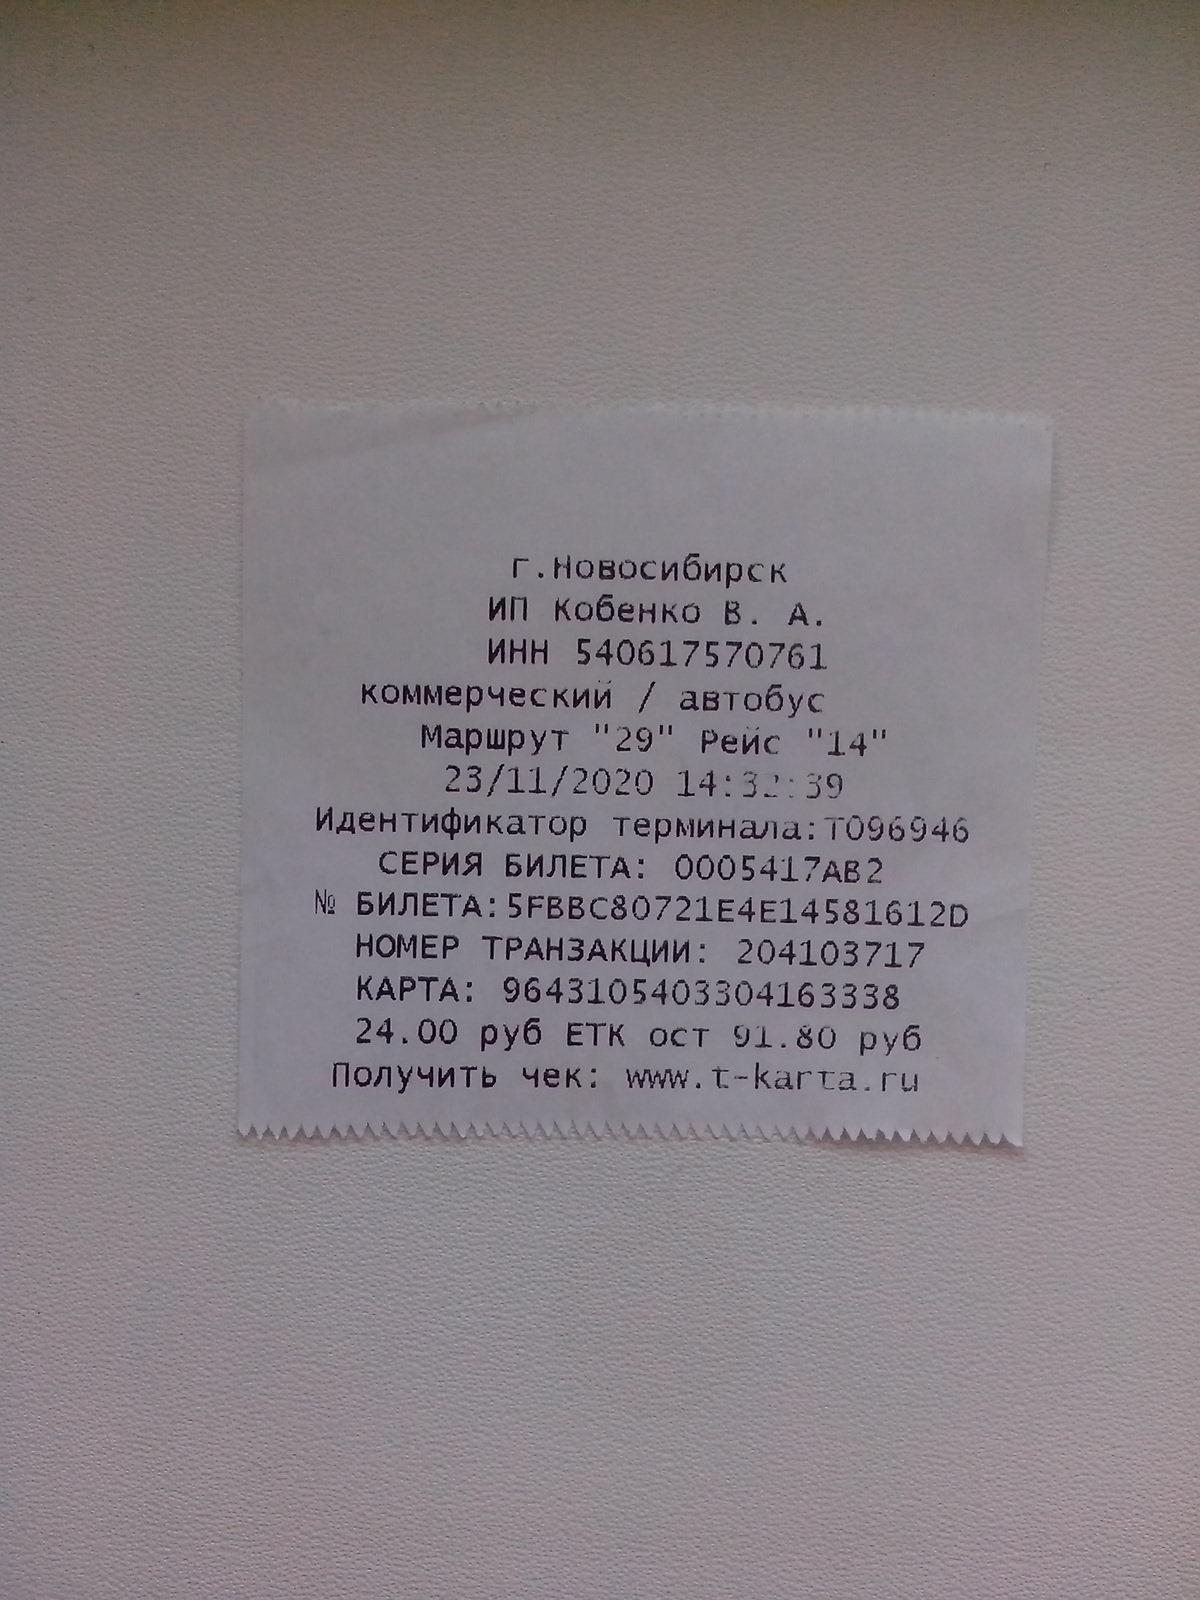 г.Новосибирск
ИП Кобенко В. А.
ИНН 540617570761
коммерческий / автобус
Маршрут "29" Рейс "14"
23/11/2020 14:32:39
Идентификатор терминала:T096946
СЕРИЯ БИЛЕТА: 0005417AB2
№ БИЛЕТА:5FBBC80721E4E14581612D
НОМЕР ТРАНЗАКЦИИ: 204103717
КАРТА: 9643105403304163338
24.00 руб ЕТК ост 91.80 руб
Получить чек: www.t-karta.ru